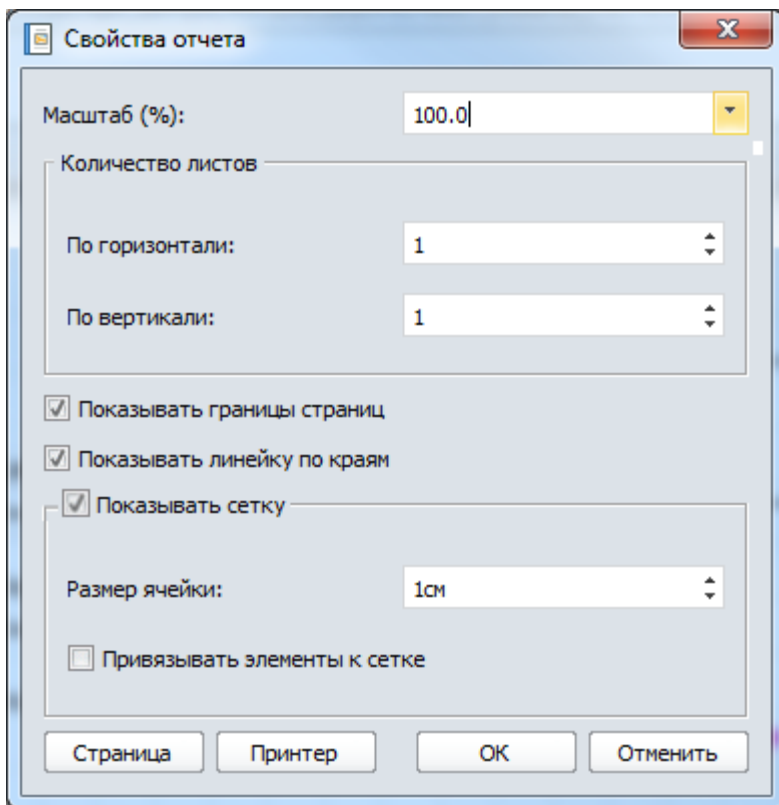 Свойства отчета
Масштаб (%): 100.0
Количество листов
По горизонтали: 1
По вертикали: 1
Показывать границы страниц
Показывать линейку по краям
Показывать сетку
Размер ячейки: 1см
Привязывать элементы к сетке
Страница Принтер ОК Отменить